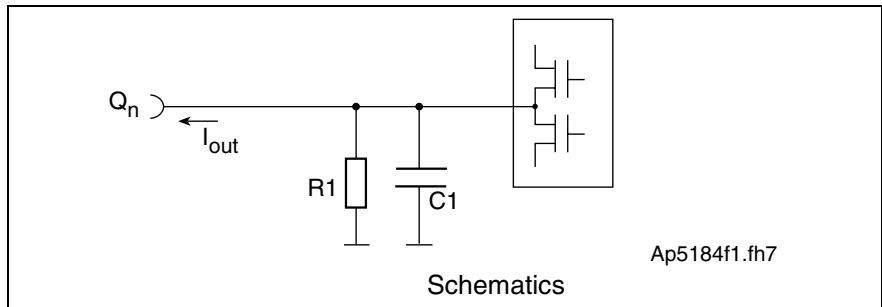 Qn
Iout
R1
C1
Ap5184f1.fh7
Schematics